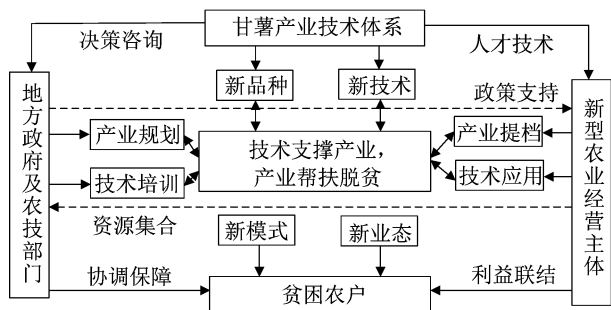 甘薯产业技术体系
决策咨询
人才技术
新品种
新技术
地方政府及农技部门
新型农业经营主体
政策支持
产业规划
技术培训
技术支撑产业，
产业帮扶脱贫
产业提档
技术应用
资源集合
新模式
新业态
协调保障
贫困农户
利益联结